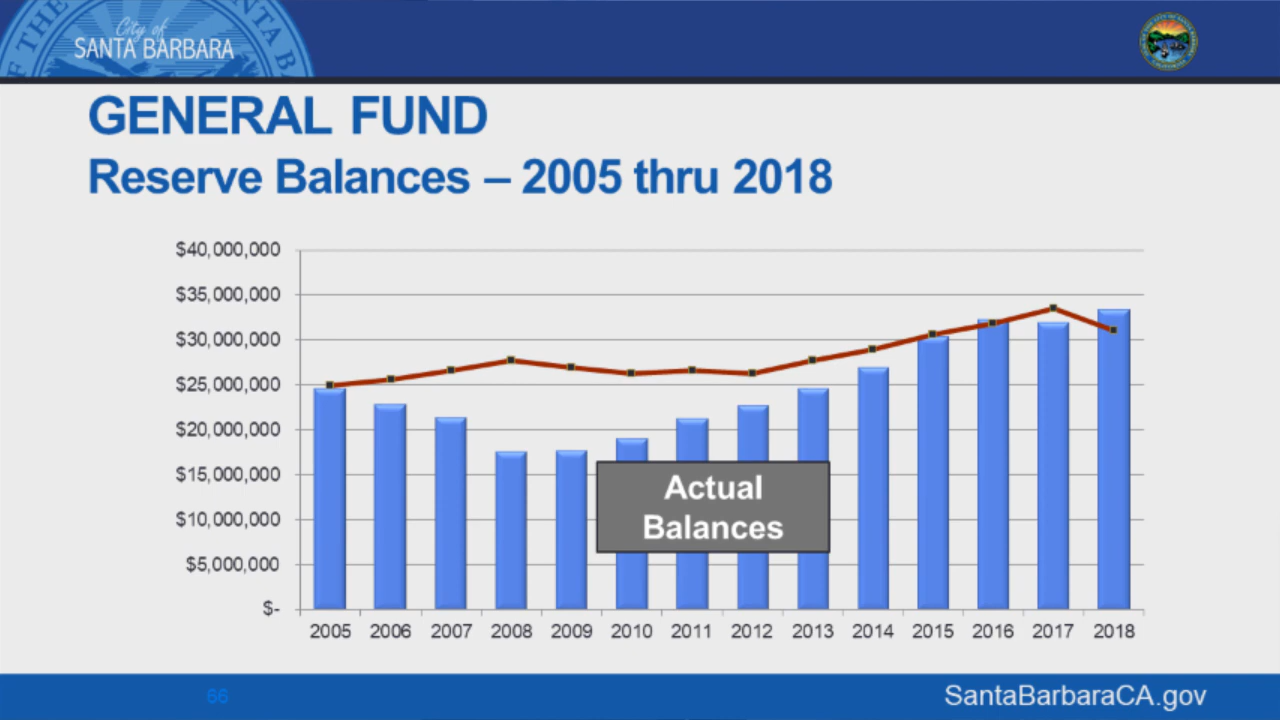 City of
SANTA BARBARA
GENERAL FUND
Reserve Balances – 2005 thru 2018
$40,000,000
$35,000,000
$30,000,000
$25,000,000
$20,000,000
$15,000,000
$10,000,000
$5,000,000
$-
Actual
Balances
2005 2006 2007 2008 2009 2010 2011 2012 2013 2014 2015 2016 2017 2018
66
SantaBarbaraCA.gov